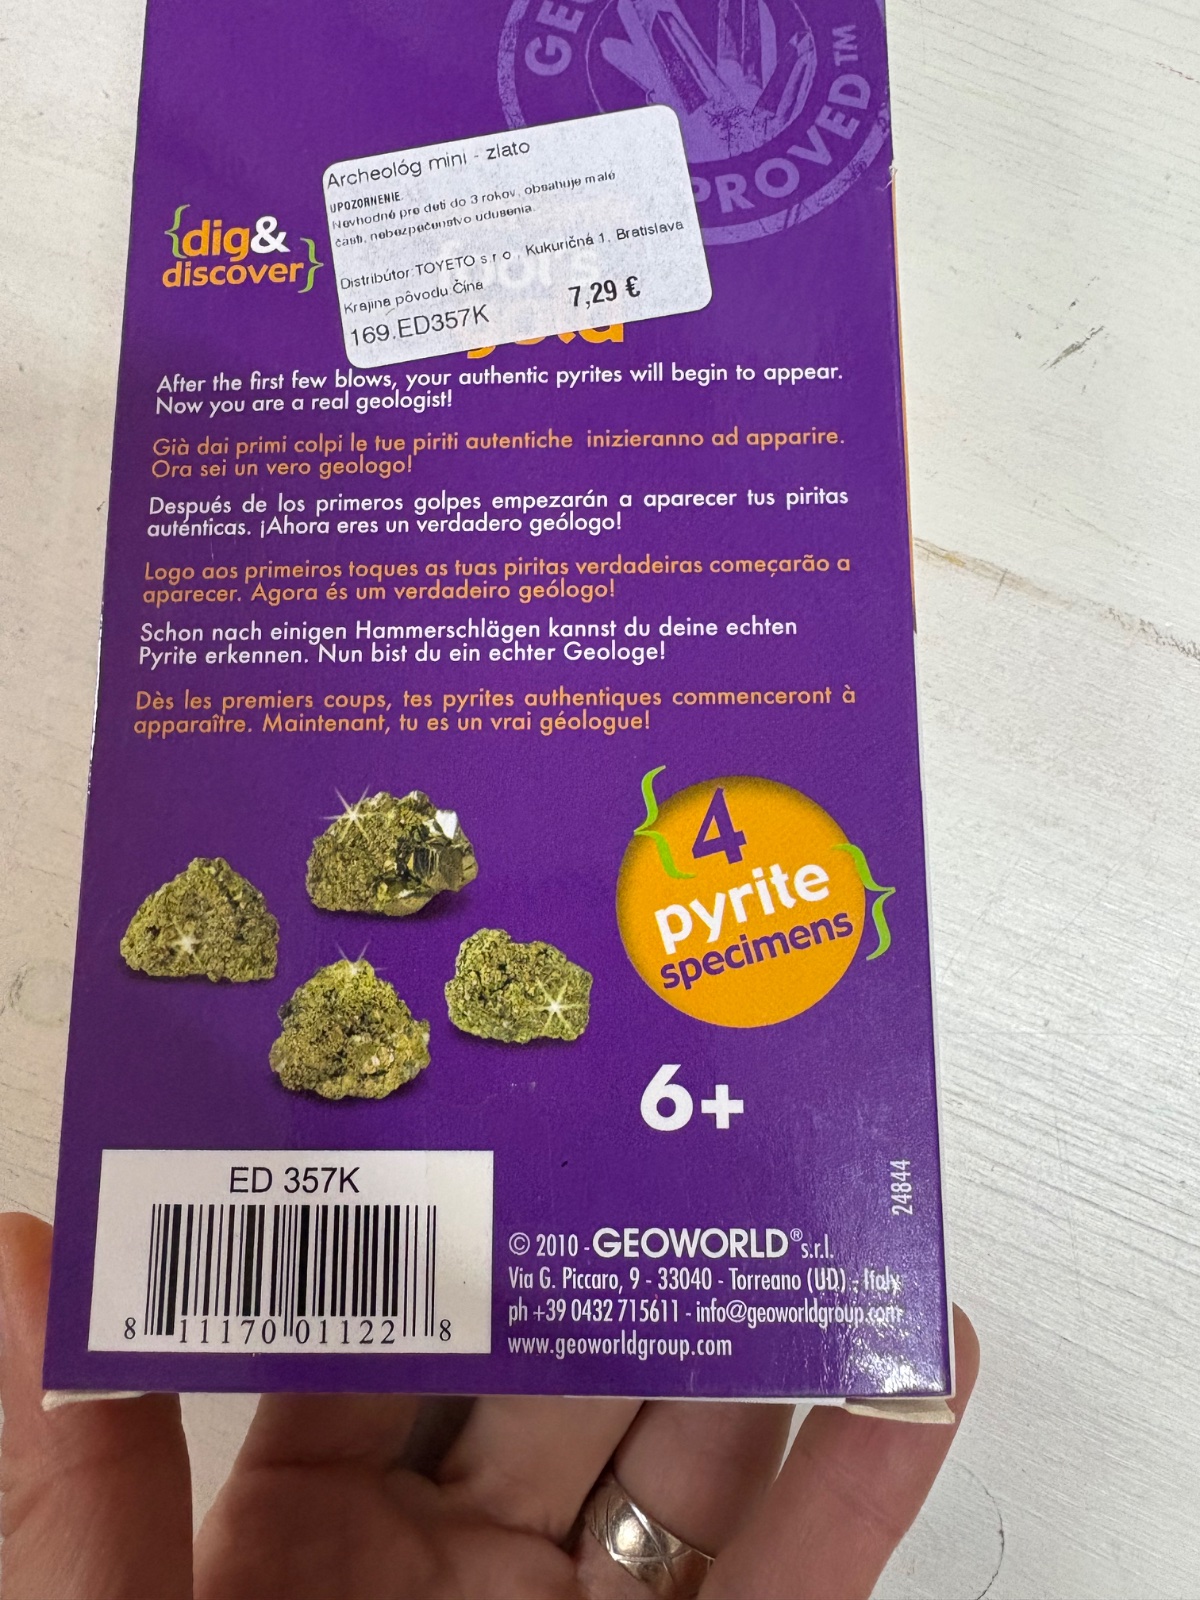 GEO
PROVED™
Archeológ mini - zlato
UPOZORNENIE:
Nevhodné pre deti do 3 rokov, obsahuje malé
časti, nebezpečenstvo udusenia.
Distribútor:TOYETO s r o , Kukuričná 1, Bratislava
Krajina pôvodu:Čína
7,29 €
169.ED357K
{dig&
discover}
fool's
gold
After the first few blows, your authentic pyrites will begin to appear.
Now you are a real geologist!
Già dai primi colpi le tue piriti autentiche inizieranno ad apparire.
Ora sei un vero geologo!
Después de los primeros golpes empezarán a aparecer tus piritas
auténticas. ¡Ahora eres un verdadero geólogo!
Logo aos primeiros toques as tuas piritas verdadeiras começarão a
aparecer. Agora és um verdadeiro geólogo!
Schon nach einigen Hammerschlägen kannst du deine echten
Pyrite erkennen. Nun bist du ein echter Geologe!
Dès les premiers coups, tes pyrites authentiques commenceront à
apparaître. Maintenant, tu es un vrai géologue!
{4}
pyrite
specimens
6+
24844
ED 357K
8 11170 01122 8
© 2010 - GEOWORLD® s.r.l.
Via G. Piccaro, 9 - 33040 - Torreano (UD) - Italy
ph +39 0432 715611 - info@geoworldgroup.com
www.geoworldgroup.com